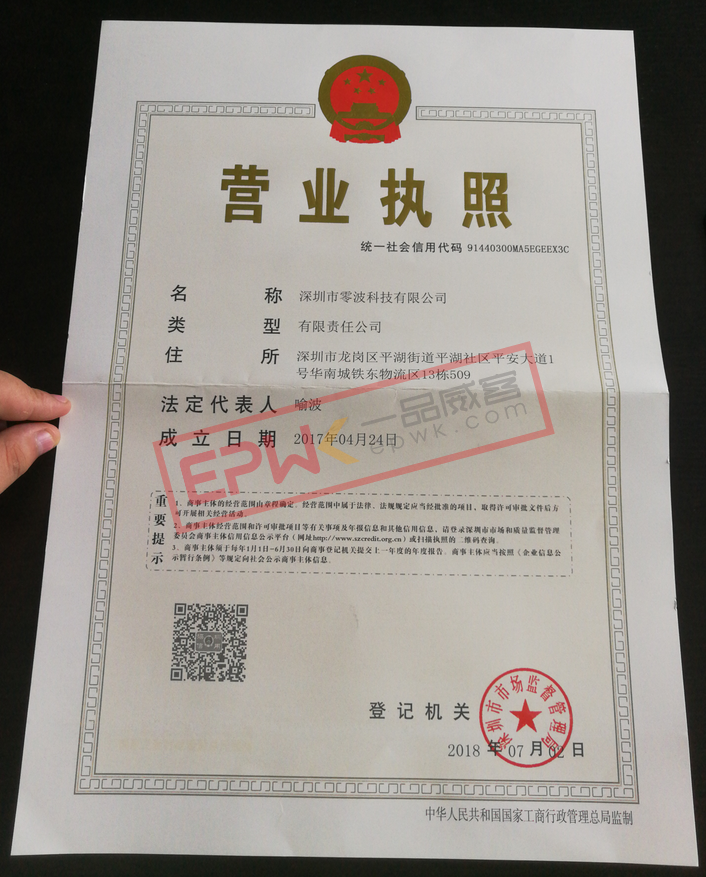 营业执照
统一社会信用代码 91440300MA5EGEEX3C
名称 深圳市零波科技有限公司
类型 有限责任公司
住所 深圳市龙岗区平湖街道平湖社区平安大道1
号华南城铁东物流区13栋509
法定代表人 喻波
成立日期 2017年04月24日
EPWK 一品威客
epwk.com
重要提示
1、商事主体的经营范围由章程确定。经营范围中属于法律、法规规定应当经批准的项目，取得许可审批文件后方
可开展相关经营活动。
2、商事主体经营范围和许可审批项目等有关事项及年报信息和其他信用信息，请登录深圳市市场和质量监督管理
委员会商事主体信用信息公示平台（网址http://www.szcredit.org.cn）或扫描执照的二维码查询。
3、商事主体须于每年1月1日-6月30日向商事登记机关提交上一年度的年度报告。商事主体应当按照《企业信息公
示暂行条例》等规定向社会公示商事主体信息。
登记机关
深圳市市场监督管理局
2018年07月02日
中华人民共和国国家工商行政管理总局监制